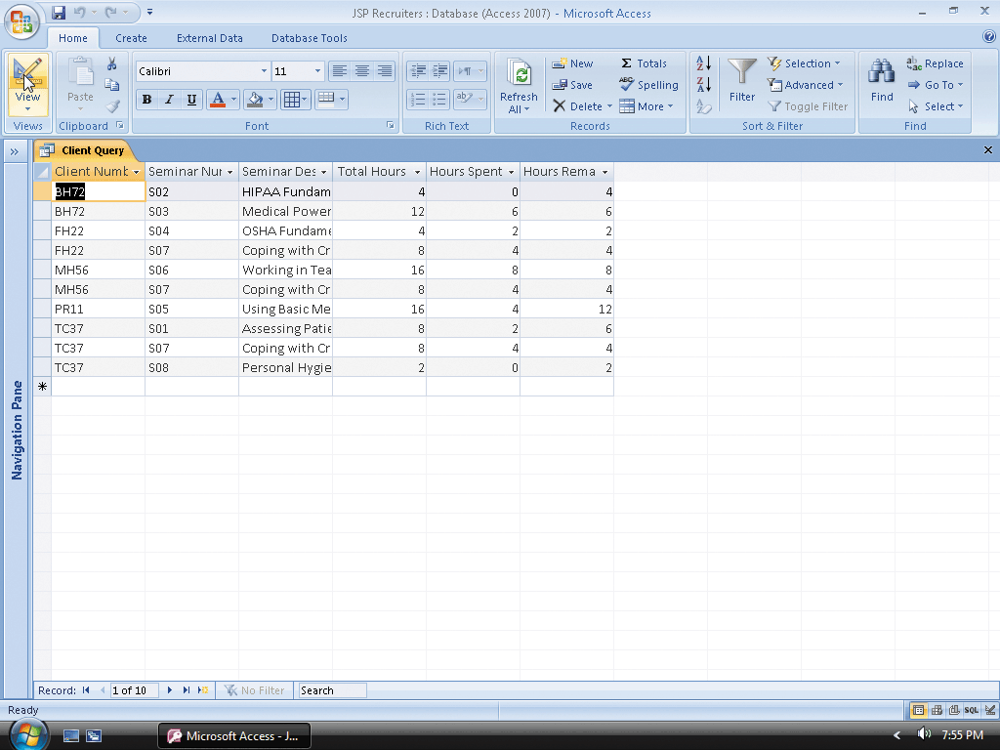 JSP Recruiters : Database (Access 2007) - Microsoft Access
Home Create External Data Database Tools
View
Views
Paste
Clipboard
Calibri 11
B I U A
Font
Rich Text
Refresh
All
New
Save
Delete
Σ Totals
ABC Spelling
More
Records
Filter
Selection
Advanced
Toggle Filter
Sort & Filter
Find
Replace
Go To
Select
Find
» Client Query
Client Numb Seminar Nur Seminar Des Total Hours Hours Spent Hours Rema
BH72 S02 HIPAA Fundam 4 0 4
BH72 S03 Medical Power 12 6 6
FH22 S04 OSHA Fundame 4 2 2
FH22 S07 Coping with Cr 8 4 4
MH56 S06 Working in Tea 16 8 8
MH56 S07 Coping with Cr 8 4 4
PR11 S05 Using Basic Me 16 4 12
TC37 S01 Assessing Patie 8 2 6
TC37 S07 Coping with Cr 8 4 4
TC37 S08 Personal Hygie 2 0 2
Navigation Pane
Record: 1 of 10 No Filter Search
Ready SQL
Microsoft Access - J... 7:55 PM